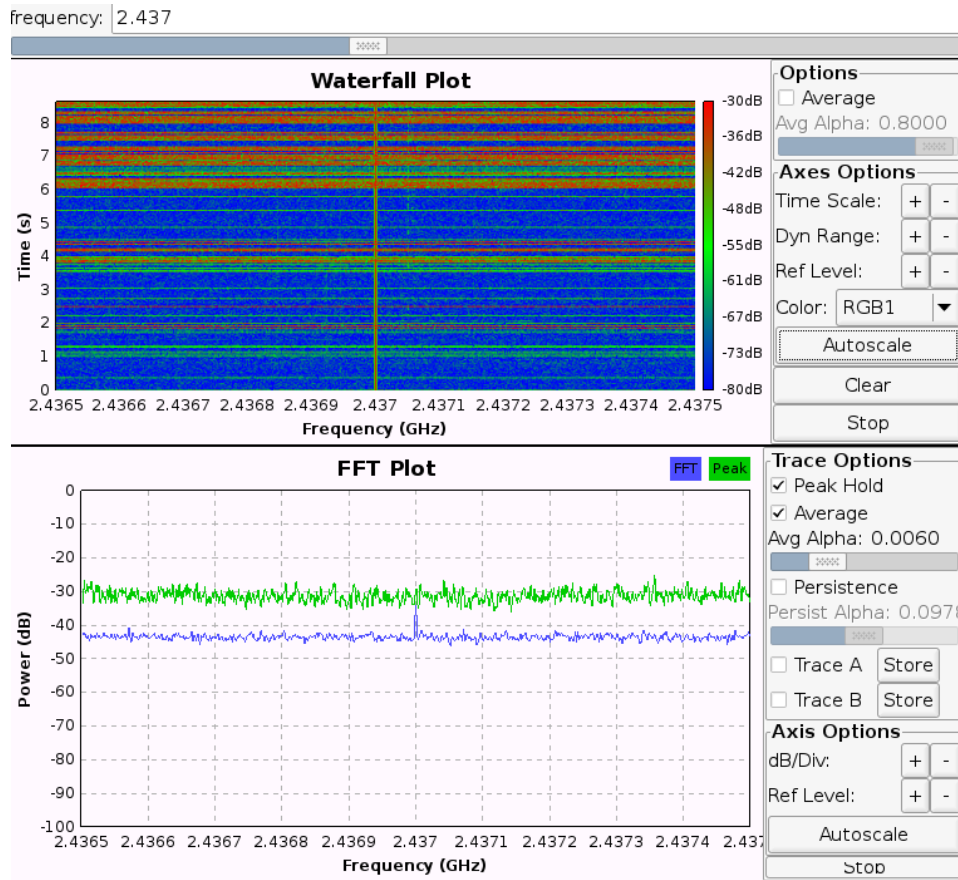 frequency: 2.437
Waterfall Plot
Time (s)
8
7
6
5
4
3
2
1
0
2.4365 2.4366 2.4367 2.4368 2.4369 2.437 2.4371 2.4372 2.4373 2.4374 2.4375
Frequency (GHz)
-30dB
-36dB
-42dB
-48dB
-55dB
-61dB
-67dB
-73dB
-80dB
Options
Average
Avg Alpha: 0.8000
Axes Options
Time Scale: + -
Dyn Range: + -
Ref Level: + -
Color: RGB1
Autoscale
Clear
Stop
FFT Plot
FFT Peak
Power (dB)
0
-10
-20
-30
-40
-50
-60
-70
-80
-90
-100
2.4365 2.4366 2.4367 2.4368 2.4369 2.437 2.4371 2.4372 2.4373 2.4374 2.437
Frequency (GHz)
Trace Options
Peak Hold
Average
Avg Alpha: 0.0060
Persistence
Persist Alpha: 0.097
Trace A Store
Trace B Store
Axis Options
dB/Div: + -
Ref Level: + -
Autoscale
Stop